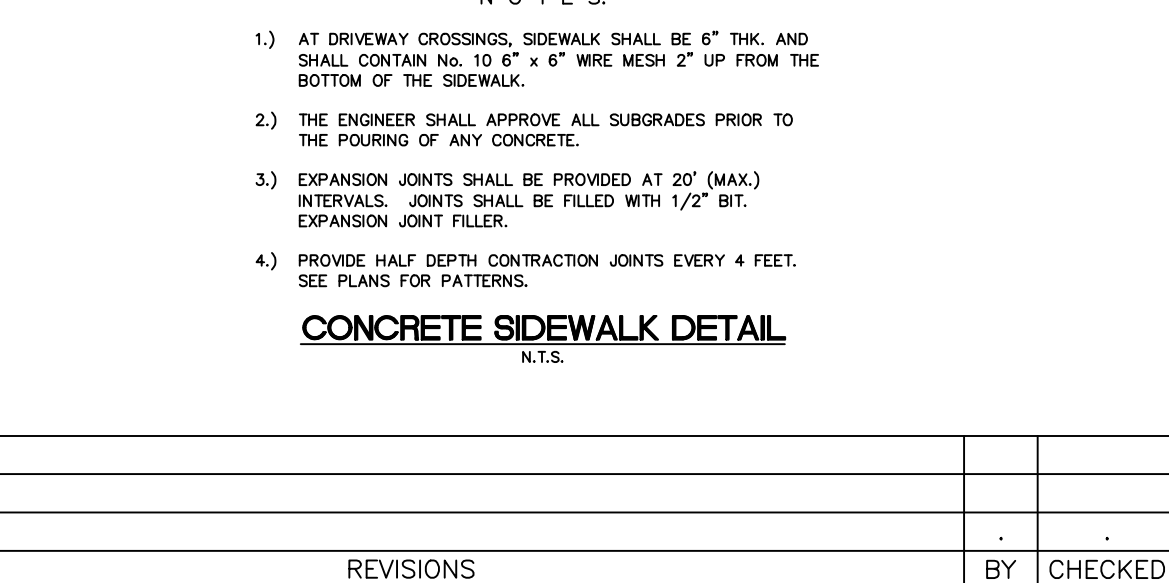 N O T E S:
1.) AT DRIVEWAY CROSSINGS, SIDEWALK SHALL BE 6" THK. AND
SHALL CONTAIN No. 10 6" x 6" WIRE MESH 2" UP FROM THE
BOTTOM OF THE SIDEWALK.
2.) THE ENGINEER SHALL APPROVE ALL SUBGRADES PRIOR TO
THE POURING OF ANY CONCRETE.
3.) EXPANSION JOINTS SHALL BE PROVIDED AT 20' (MAX.)
INTERVALS. JOINTS SHALL BE FILLED WITH 1/2" BIT.
EXPANSION JOINT FILLER.
4.) PROVIDE HALF DEPTH CONTRACTION JOINTS EVERY 4 FEET.
SEE PLANS FOR PATTERNS.
CONCRETE SIDEWALK DETAIL
N.T.S.
. .
REVISIONS BY CHECKED